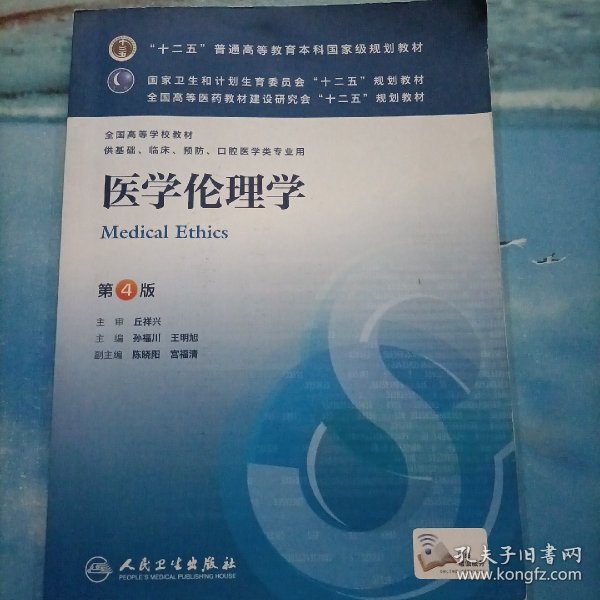 十二五
“十二五”普通高等教育本科国家级规划教材
国家卫生和计划生育委员会“十二五”规划教材
全国高等医药教材建设研究会“十二五”规划教材
全国高等学校教材
供基础、临床、预防、口腔医学类专业用
医学伦理学
Medical Ethics
第4版
主 审 丘祥兴
主 编 孙福川 王明旭
副主编 陈晓阳 宫福清
人民卫生出版社
PEOPLE'S MEDICAL PUBLISHING HOUSE
孔夫子旧书网
www.kongfz.com